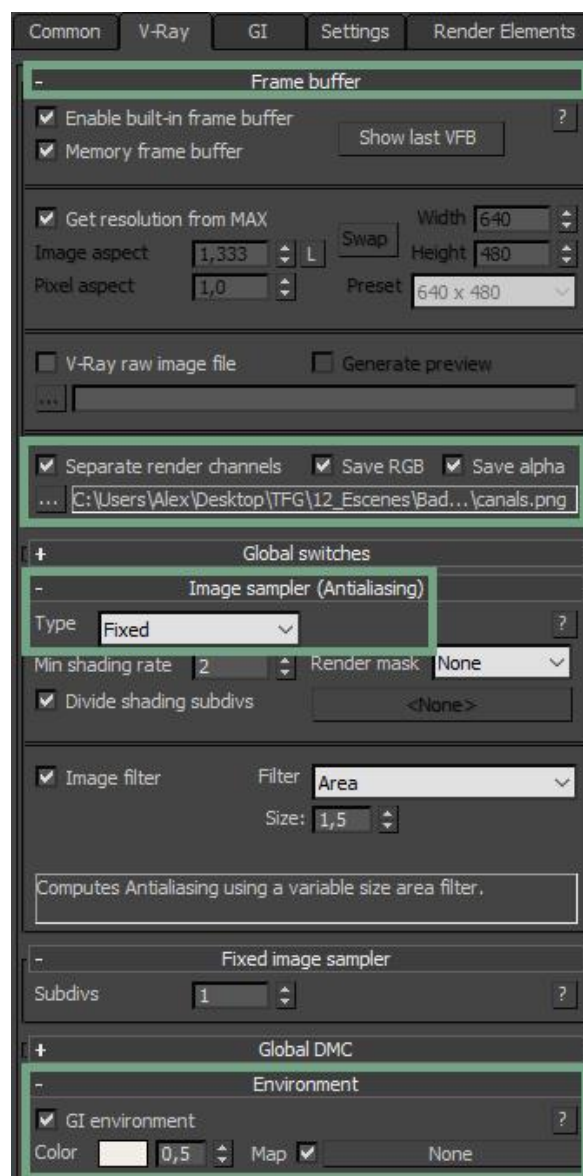 Common V-Ray GI Settings Render Elements
- Frame buffer
Enable built-in frame buffer ?
Show last VFB
Memory frame buffer
Get resolution from MAX Width 640
Swap
Image aspect 1,333 L Height 480
Pixel aspect 1,0 Preset 640 x 480
V-Ray raw image file Generate preview
...
Separate render channels Save RGB Save alpha
... C:\Users\Alex\Desktop\TFG\12_Escenes\Bad...\canals.png
+ Global switches
- Image sampler (Antialiasing)
Type Fixed ?
Min shading rate 2 Render mask None
Divide shading subdivs <None>
Image filter Filter Area
Size: 1,5
Computes Antialiasing using a variable size area filter.
- Fixed image sampler
Subdivs 1 ?
+ Global DMC
- Environment
GI environment ?
Color 0,5 Map None